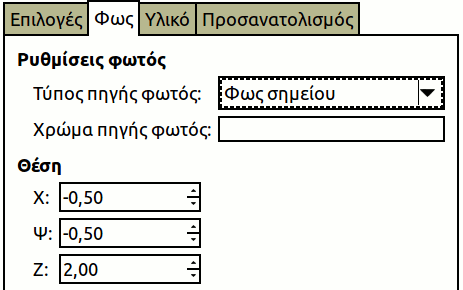 Επιλογές Φως Υλικό Προσανατολισμός
Ρυθμίσεις φωτός
Τύπος πηγής φωτός: Φως σημείου
Χρώμα πηγής φωτός:
Θέση
Χ: -0,50
Ψ: -0,50
Ζ: 2,00